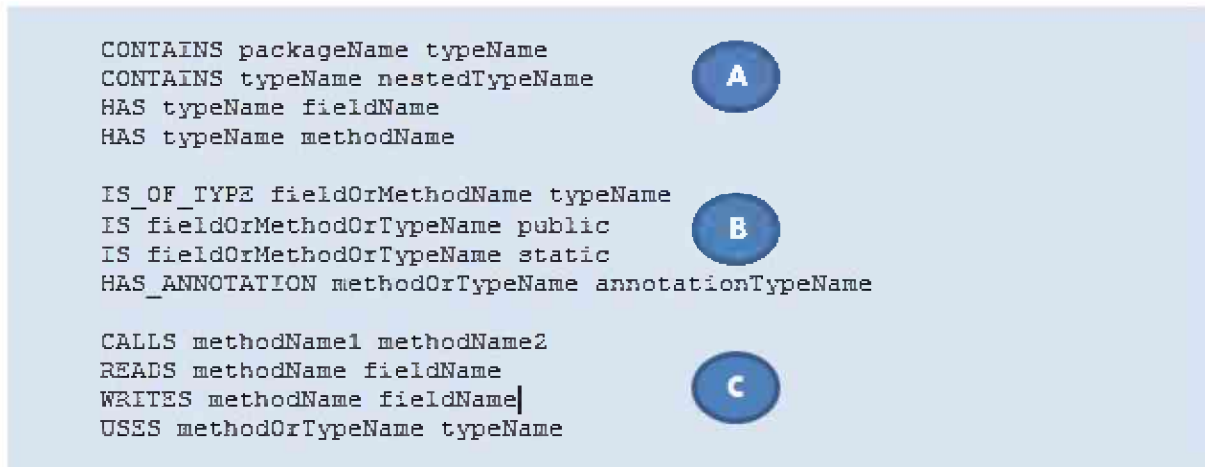 CONTAINS packageName typeName
CONTAINS typeName nestedTypeName
A
HAS typeName fieldName
HAS typeName methodName
IS_OF_TYPE fieldOrMethodName typeName
IS fieldOrMethodOrTypeName public
B
IS fieldOrMethodOrTypeName static
HAS_ANNOTATION methodOrTypeName annotationTypeName
CALLS methodName1 methodName2
READS methodName fieldName
C
WRITES methodName fieldName
USES methodOrTypeName typeName